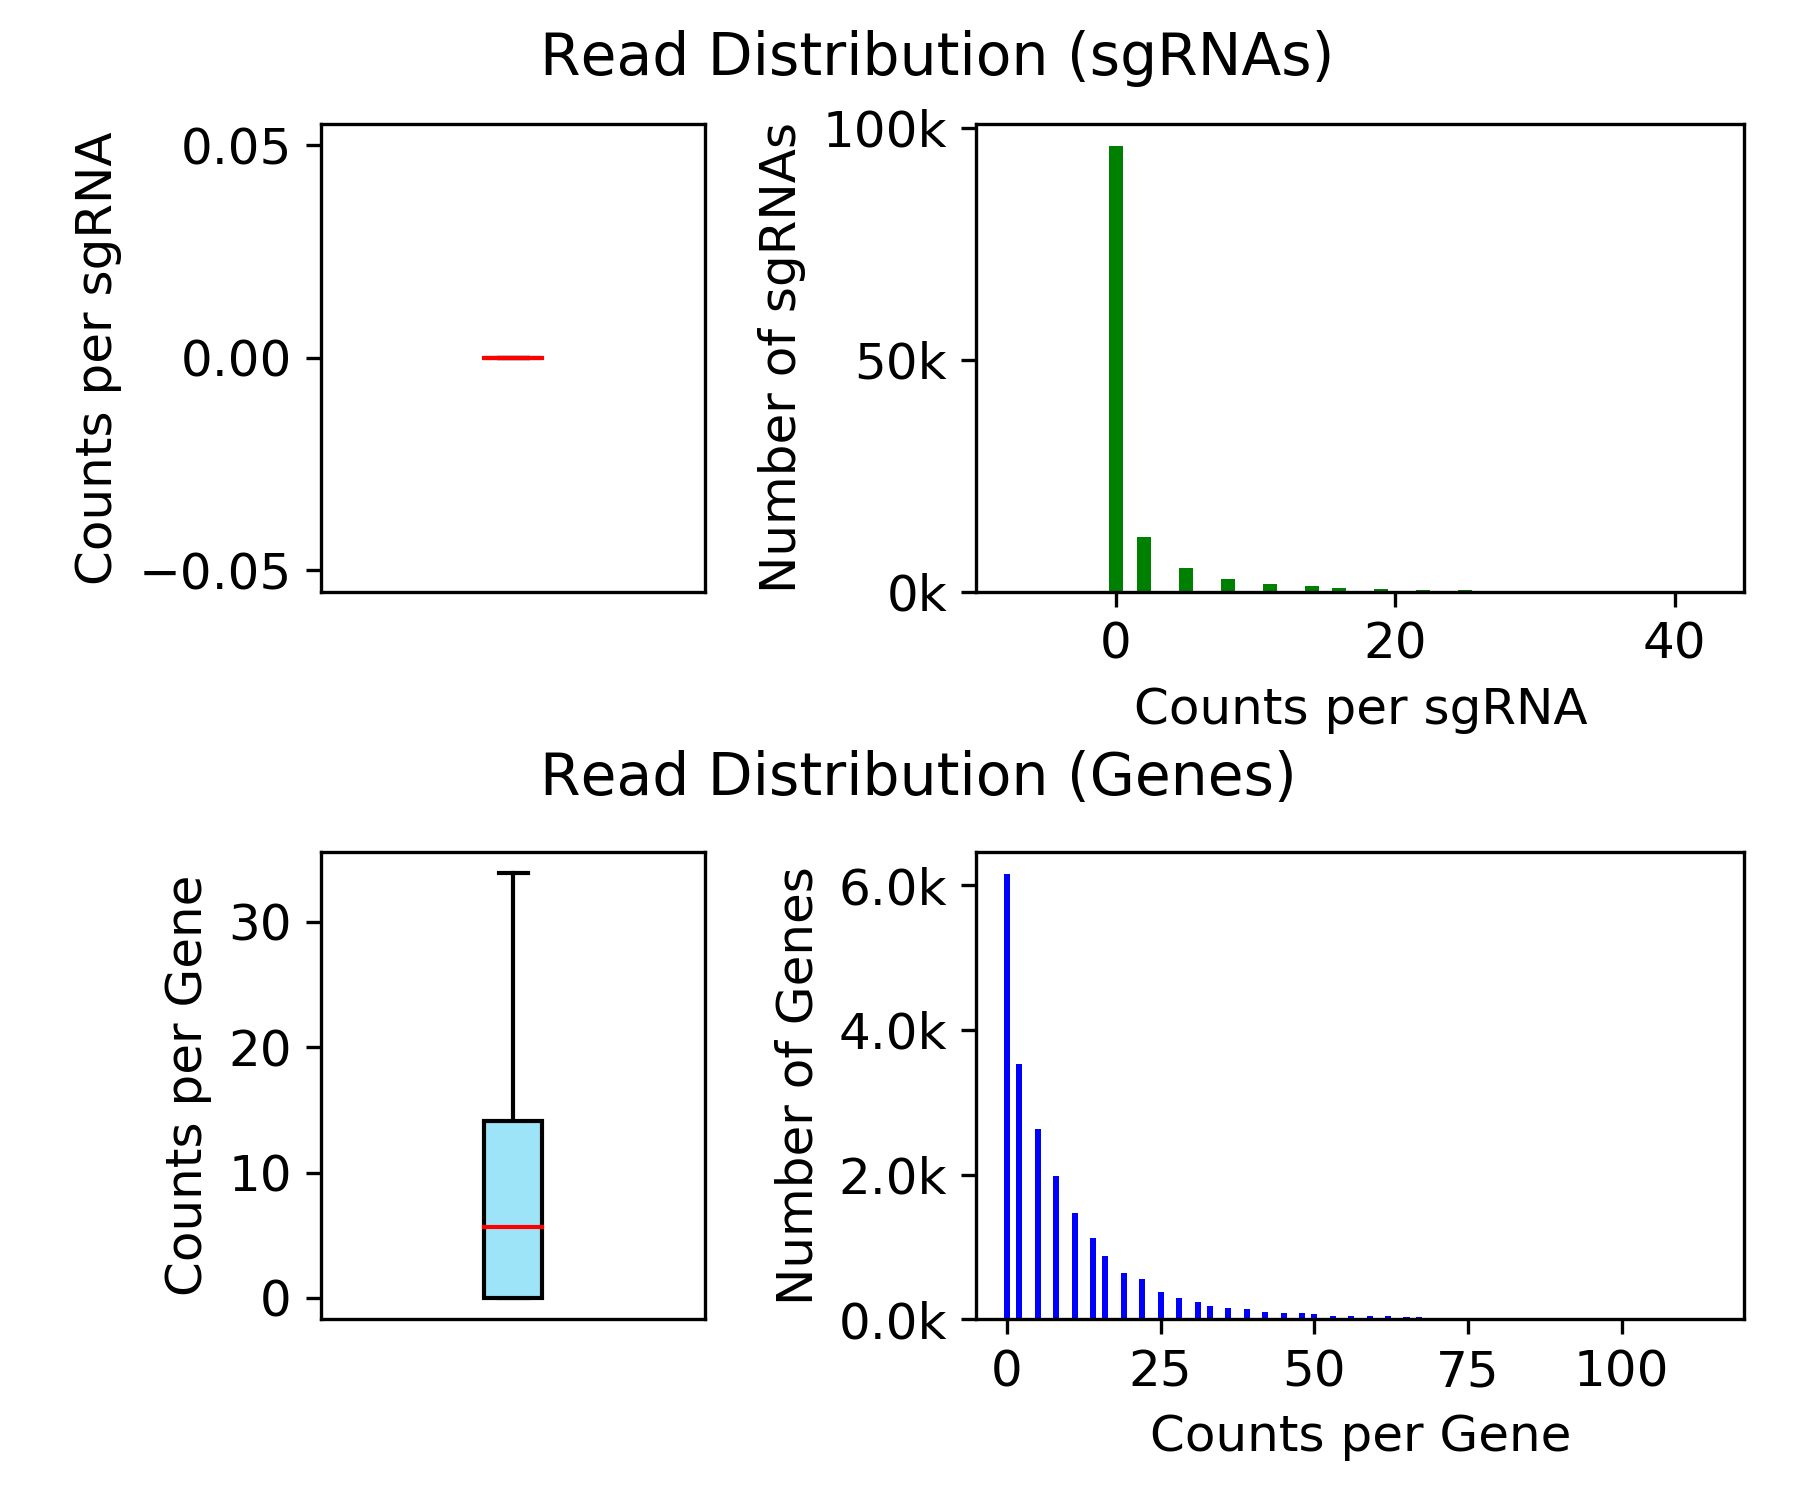 Read Distribution (sgRNAs)
Counts per sgRNA
0.05
0.00
−0.05
Number of sgRNAs
100k
50k
0k
0
20
40
Counts per sgRNA
Read Distribution (Genes)
Counts per Gene
30
20
10
0
Number of Genes
6.0k
4.0k
2.0k
0.0k
0
25
50
75
100
Counts per Gene